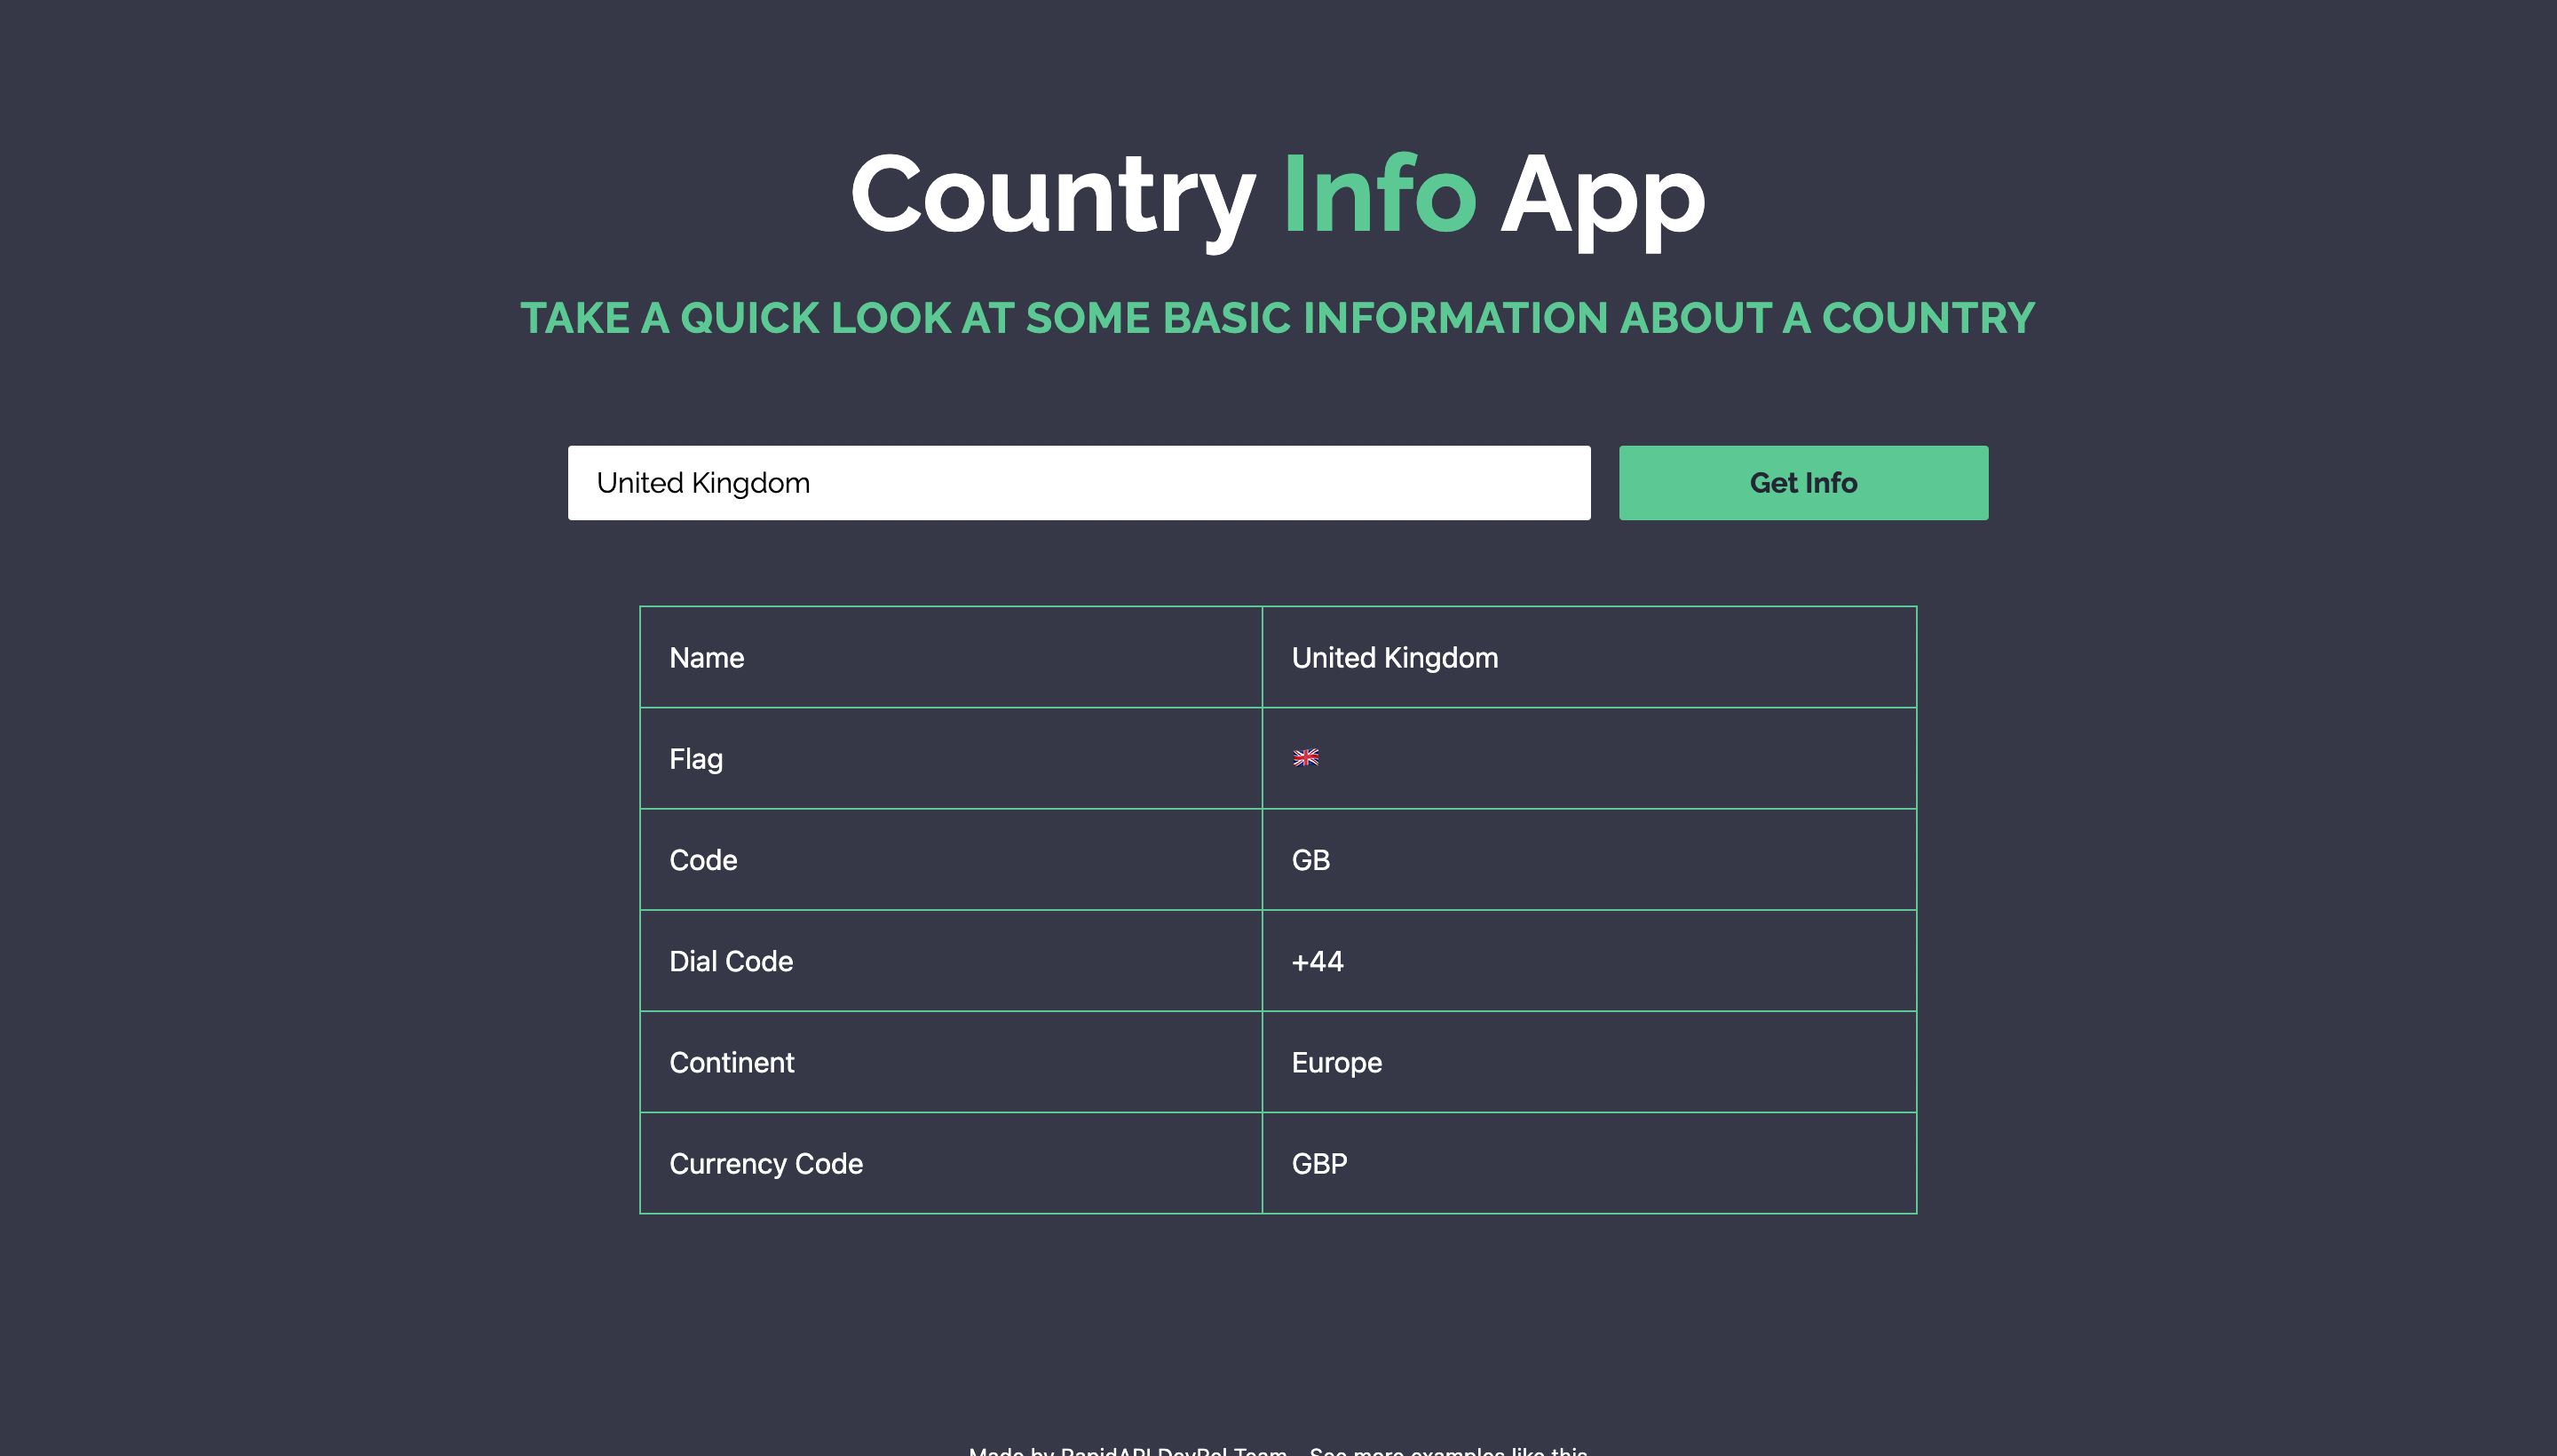 Country Info App
TAKE A QUICK LOOK AT SOME BASIC INFORMATION ABOUT A COUNTRY
United Kingdom Get Info
Name United Kingdom
Flag
Code GB
Dial Code +44
Continent Europe
Currency Code GBP
Made by RapidAPI DevRel Team - See more examples like this